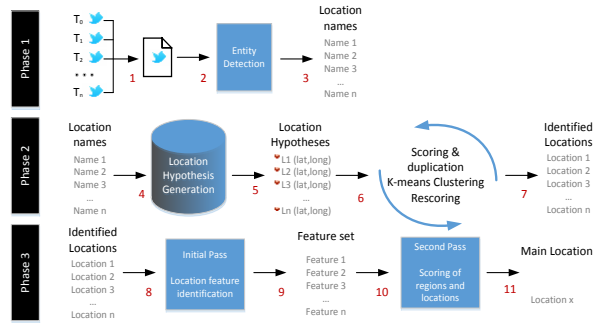 Phase 1
T0
T1
T2
* * *
Tn
1
2
Entity
Detection
3
Location
names
Name 1
Name 2
Name 3
...
Name n
Phase 2
Location
names
Name 1
Name 2
Name 3
...
Name n
4
Location
Hypothesis
Generation
5
Location
Hypotheses
L1 (lat,long)
L2 (lat,long)
L3 (lat,long)
...
Ln (lat,long)
6
Scoring &
duplication
K-means Clustering
Rescoring
7
Identified
Locations
Location 1
Location 2
Location 3
...
Location n
Phase 3
Identified
Locations
Location 1
Location 2
Location 3
...
Location n
8
Initial Pass
Location feature
identification
9
Feature set
Feature 1
Feature 2
Feature 3
...
Feature n
10
Second Pass
Scoring of
regions and
locations
11
Main Location
Location x